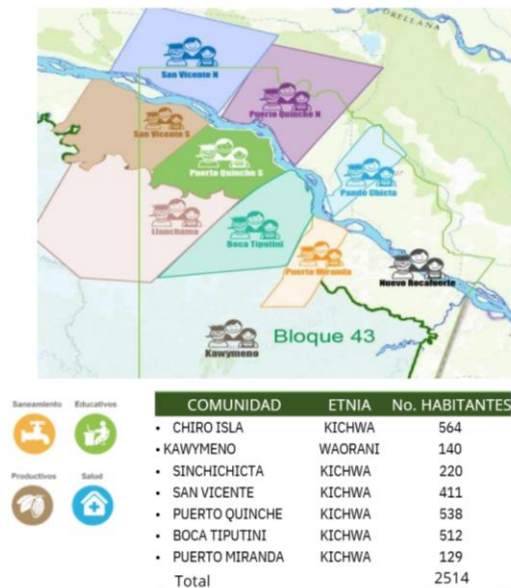 ORELLANA
San Vicente N
Puerto Quinche N
San Vicente S
Puerto Quinche S
Pando Chicta
Llanchama
Boca Tiputini
Puerto Miranda
Nuevo Rocafuerte
Kawymeno
Bloque 43
Saneamiento Educativos
Productivos Salud
COMUNIDAD ETNIA No. HABITANTES
• CHIRO ISLA KICHWA 564
• KAWYMENO WAORANI 140
• SINCHICHICTA KICHWA 220
• SAN VICENTE KICHWA 411
• PUERTO QUINCHE KICHWA 538
• BOCA TIPUTINI KICHWA 512
• PUERTO MIRANDA KICHWA 129
Total 2514